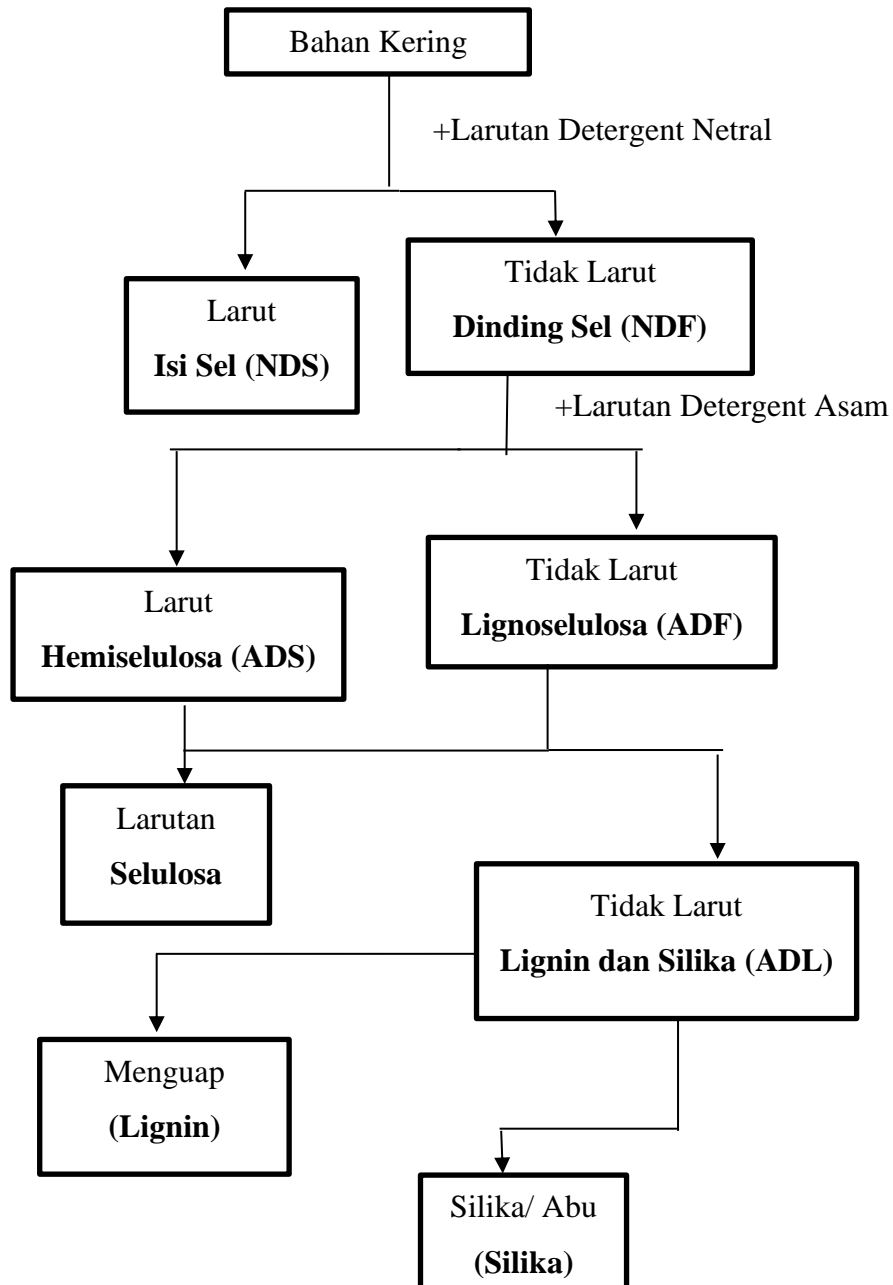 Bahan Kering
+Larutan Detergent Netral
Larut
Isi Sel (NDS)
Tidak Larut
Dinding Sel (NDF)
+Larutan Detergent Asam
Larut
Hemiselulosa (ADS)
Tidak Larut
Lignoselulosa (ADF)
Larutan
Selulosa
Tidak Larut
Lignin dan Silika (ADL)
Menguap
(Lignin)
Silika/ Abu
(Silika)